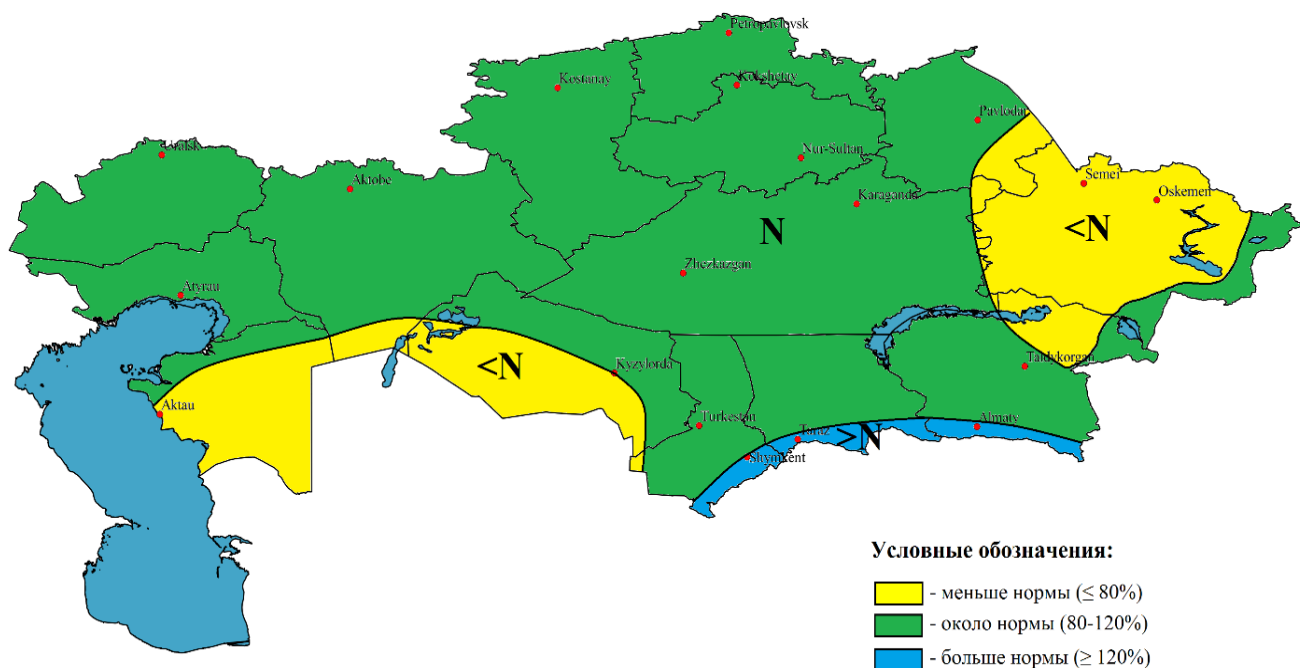 Petropavlovsk
Kostanay
Kokshetay
Pavlodar
Uralsk
Nur-Sultan
Aktobe
Semei
Oskemen
Karaganda
N
<N
Zhezkazgan
Atyrau
<N
Kyzylorda
Taldykorgan
Aktau
Turkestan
Almaty
Taraz
>N
Shymkent
Условные обозначения:
- меньше нормы (≤ 80%)
- около нормы (80-120%)
- больше нормы (≥ 120%)